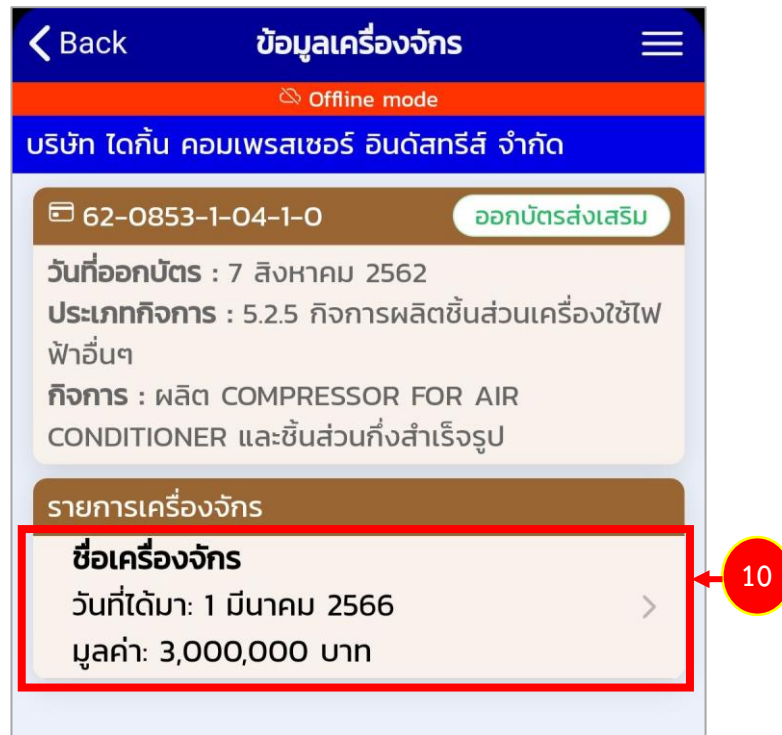 Back ข้อมูลเครื่องจักร
Offline mode
บริษัท ไดกิ้น คอมเพรสเซอร์ อินดัสทรีส์ จำกัด
62-0853-1-04-1-0 ออกบัตรส่งเสริม
วันที่ออกบัตร : 7 สิงหาคม 2562
ประเภทกิจการ : 5.2.5 กิจการผลิตชิ้นส่วนเครื่องใช้ไฟ
ฟ้าอื่นๆ
กิจการ : ผลิต COMPRESSOR FOR AIR
CONDITIONER และชิ้นส่วนกึ่งสำเร็จรูป
รายการเครื่องจักร
ชื่อเครื่องจักร
วันที่ได้มา: 1 มีนาคม 2566
10
มูลค่า: 3,000,000 บาท